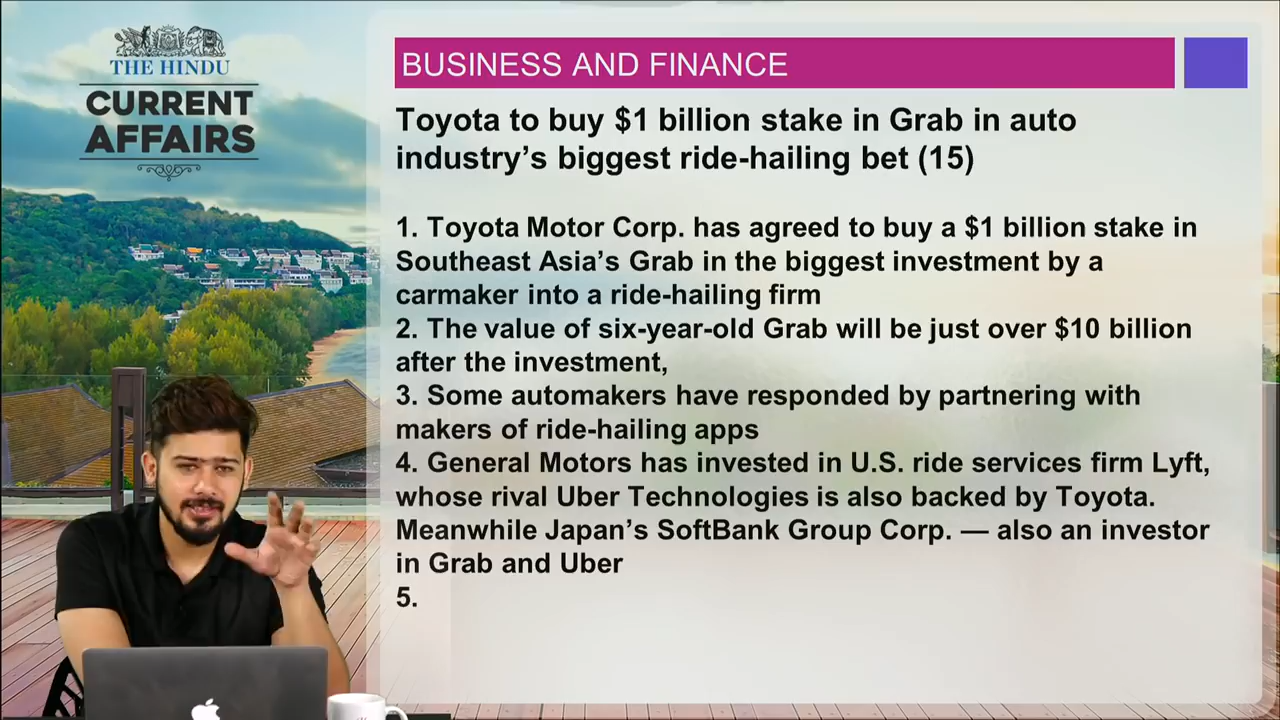 THE HINDU
CURRENT
AFFAIRS
BUSINESS AND FINANCE
Toyota to buy $1 billion stake in Grab in auto
industry’s biggest ride-hailing bet (15)
1. Toyota Motor Corp. has agreed to buy a $1 billion stake in
Southeast Asia’s Grab in the biggest investment by a
carmaker into a ride-hailing firm
2. The value of six-year-old Grab will be just over $10 billion
after the investment,
3. Some automakers have responded by partnering with
makers of ride-hailing apps
4. General Motors has invested in U.S. ride services firm Lyft,
whose rival Uber Technologies is also backed by Toyota.
Meanwhile Japan’s SoftBank Group Corp. — also an investor
in Grab and Uber
5.